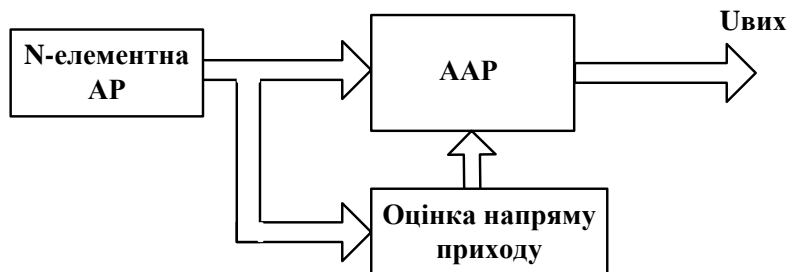 Uвих
N-елементна
АР
ААР
Оцінка напряму
приходу